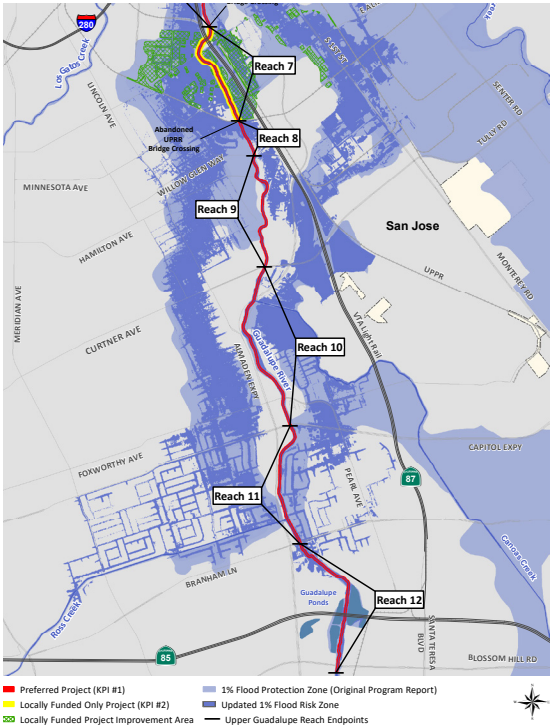 Bridge Crossing
280
Los Gatos Creek
Reach 7
LINCOLN AVE
SENTER RD
TULLY RD
Abandoned
UPRR
Bridge Crossing
Reach 8
WILLOW GLEN WAY
MINNESOTA AVE
Reach 9
San Jose
HAMILTON AVE
MONTEREY RD
UPRR
MERIDIAN AVE
VTA Light Rail
CURTNER AVE
Guadalupe River
Reach 10
ALMADEN EXPY
CAPITOL EXPY
FOXWORTHY AVE
PEARL AVE
87
Reach 11
Canoas Creek
BRANHAM LN
Guadalupe
Ponds
Reach 12
Ross Creek
SANTA TERESA
BLVD
85
BLOSSOM HILL RD
Preferred Project (KPI #1)
Locally Funded Only Project (KPI #2)
Locally Funded Project Improvement Area
1% Flood Protection Zone (Original Program Report)
Updated 1% Flood Risk Zone
Upper Guadalupe Reach Endpoints